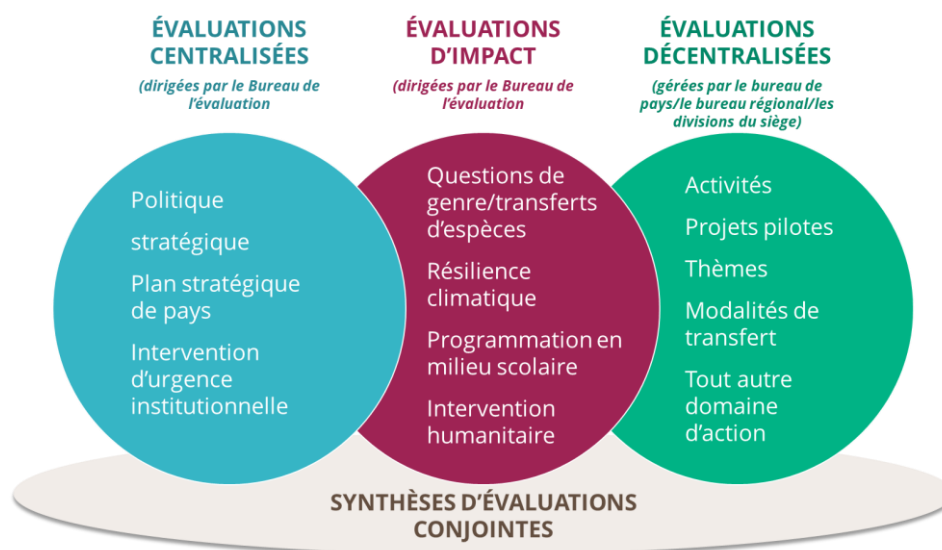 ÉVALUATIONS
CENTRALISÉES
(dirigées par le Bureau de
l'évaluation
ÉVALUATIONS
D'IMPACT
(dirigées par le Bureau de
l'évaluation
ÉVALUATIONS
DÉCENTRALISÉES
(gérées par le bureau de
pays/le bureau régional/les
divisions du siège)
Politique
stratégique
Plan stratégique
de pays
Intervention
d'urgence
institutionnelle
Questions de
genre/transferts
d'espèces
Résilience
climatique
Programmation en
milieu scolaire
Intervention
humanitaire
Activités
Projets pilotes
Thèmes
Modalités de
transfert
Tout autre
domaine
d'action
SYNTHÈSES D'ÉVALUATIONS
CONJOINTES